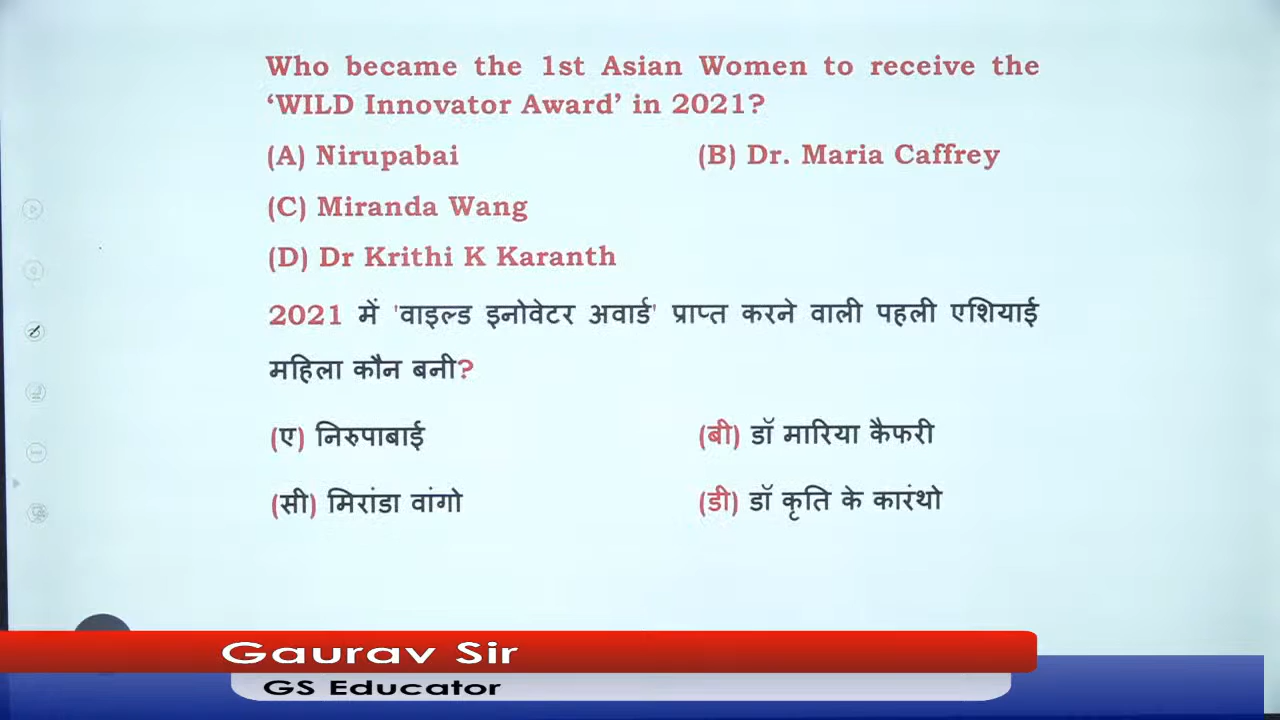 Who became the 1st Asian Women to receive the
‘WILD Innovator Award’ in 2021?
(A) Nirupabai (B) Dr. Maria Caffrey
(C) Miranda Wang
(D) Dr Krithi K Karanth
2021 में 'वाइल्ड इनोवेटर अवार्ड' प्राप्त करने वाली पहली एशियाई
महिला कौन बनी?
(ए) निरुपाबाई (बी) डॉ मारिया कैफरी
(सी) मिरांडा वांगो (डी) डॉ कृति के कारंथो
Gaurav Sir
GS Educator